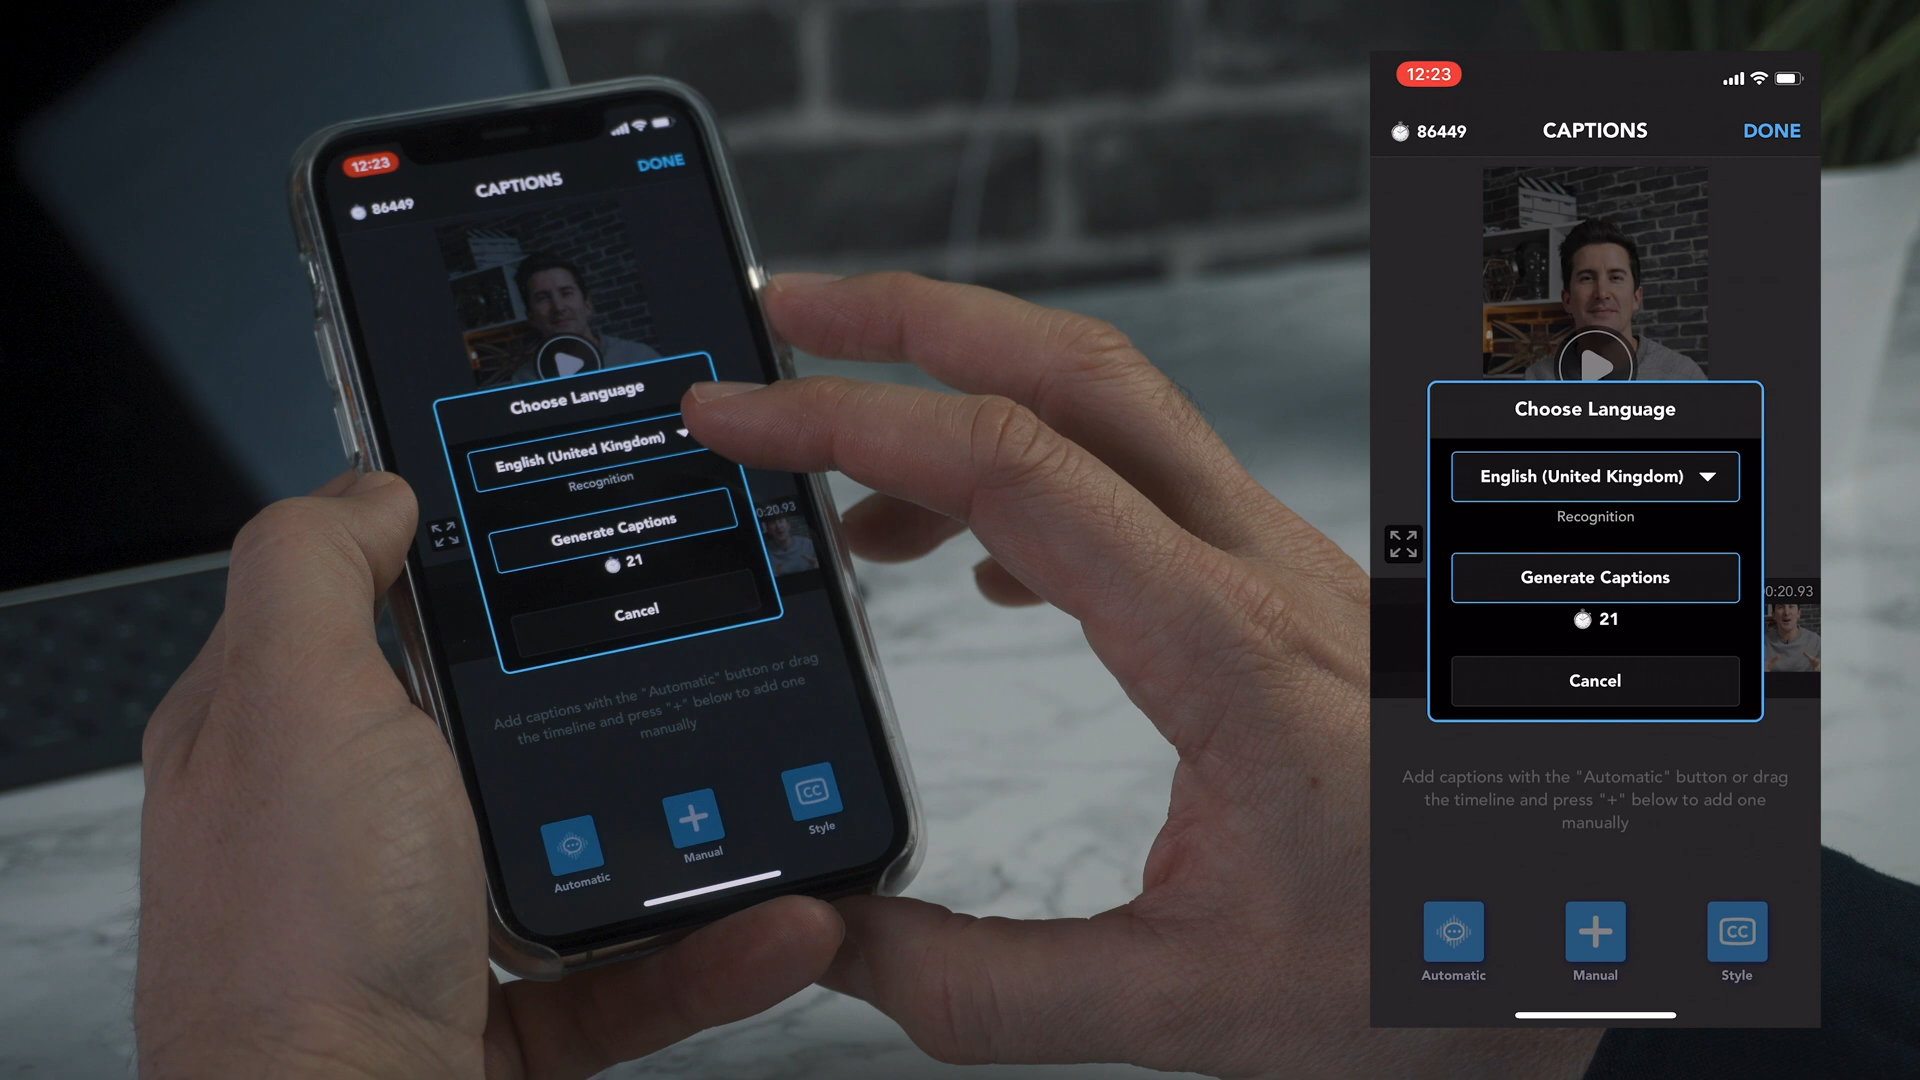 12:23
DONE
CAPTIONS
86449
Choose Language
English (United Kingdom)
Recognition
Generate Captions
0:20.93
21
Cancel
Add captions with the "Automatic" button or drag
the timeline and press "+" below to add one
manually
CC
Style
Manual
Automatic
12:23
86449
CAPTIONS
DONE
Choose Language
English (United Kingdom)
Recognition
Generate Captions
0:20.93
21
Cancel
Add captions with the "Automatic" button or drag
the timeline and press "+" below to add one
manually
CC
Automatic
Manual
Style